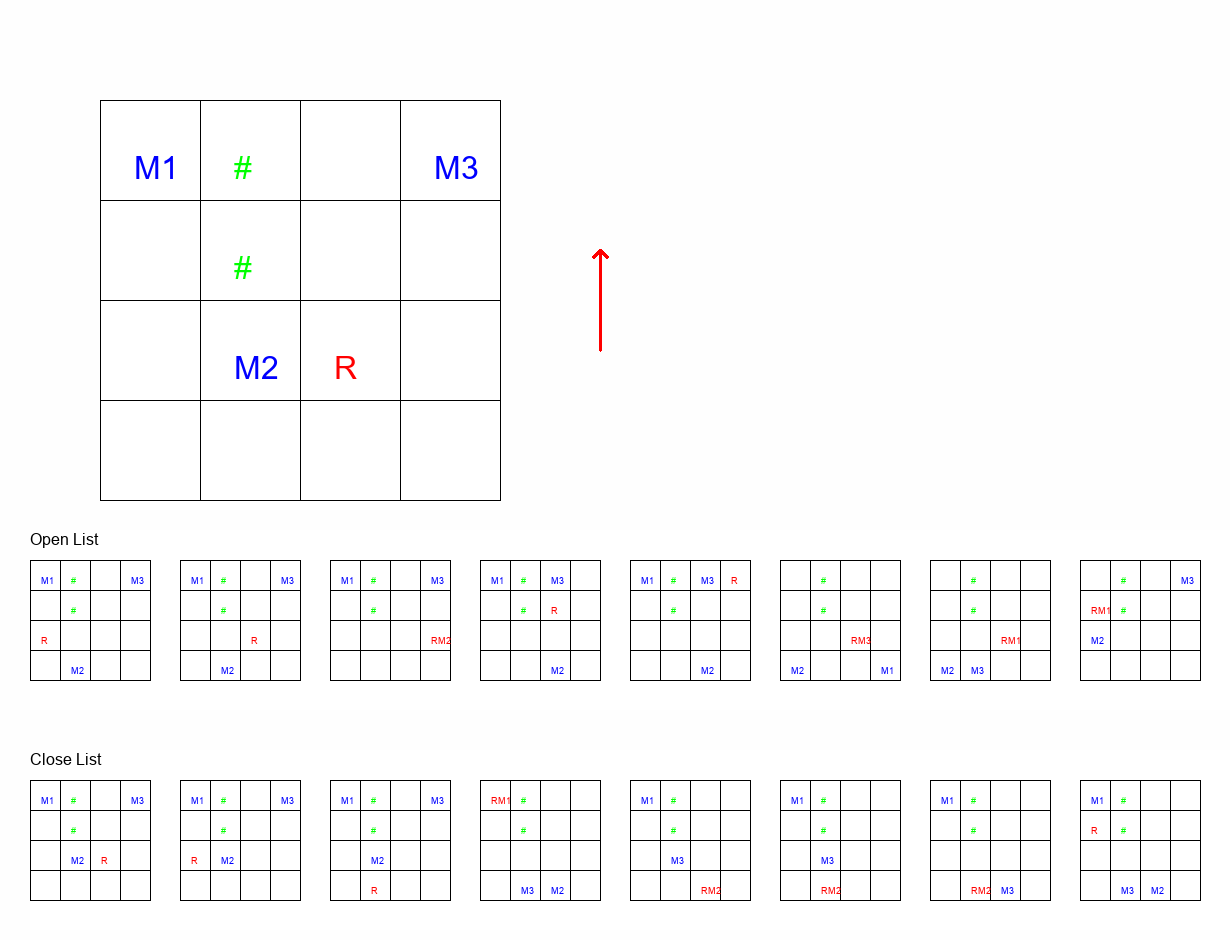 M1 # M3
#
M2 R
Open List
M1 # M3 M1 # M3 M1 # M3 M1 # M3 M1 # M3 R # # # M3
# # # # R # # # RM1 #
R R RM2 RM3 RM1 M2
M2 M2 M2 M2 M2 M1 M2 M3
Close List
M1 # M3 M1 # M3 M1 # M3 RM1 # M1 # M1 # M1 # M1 #
# # # # # # # R #
M2 R R M2 M2 M3 M3
R M3 M2 RM2 RM2 RM2 M3 M3 M2